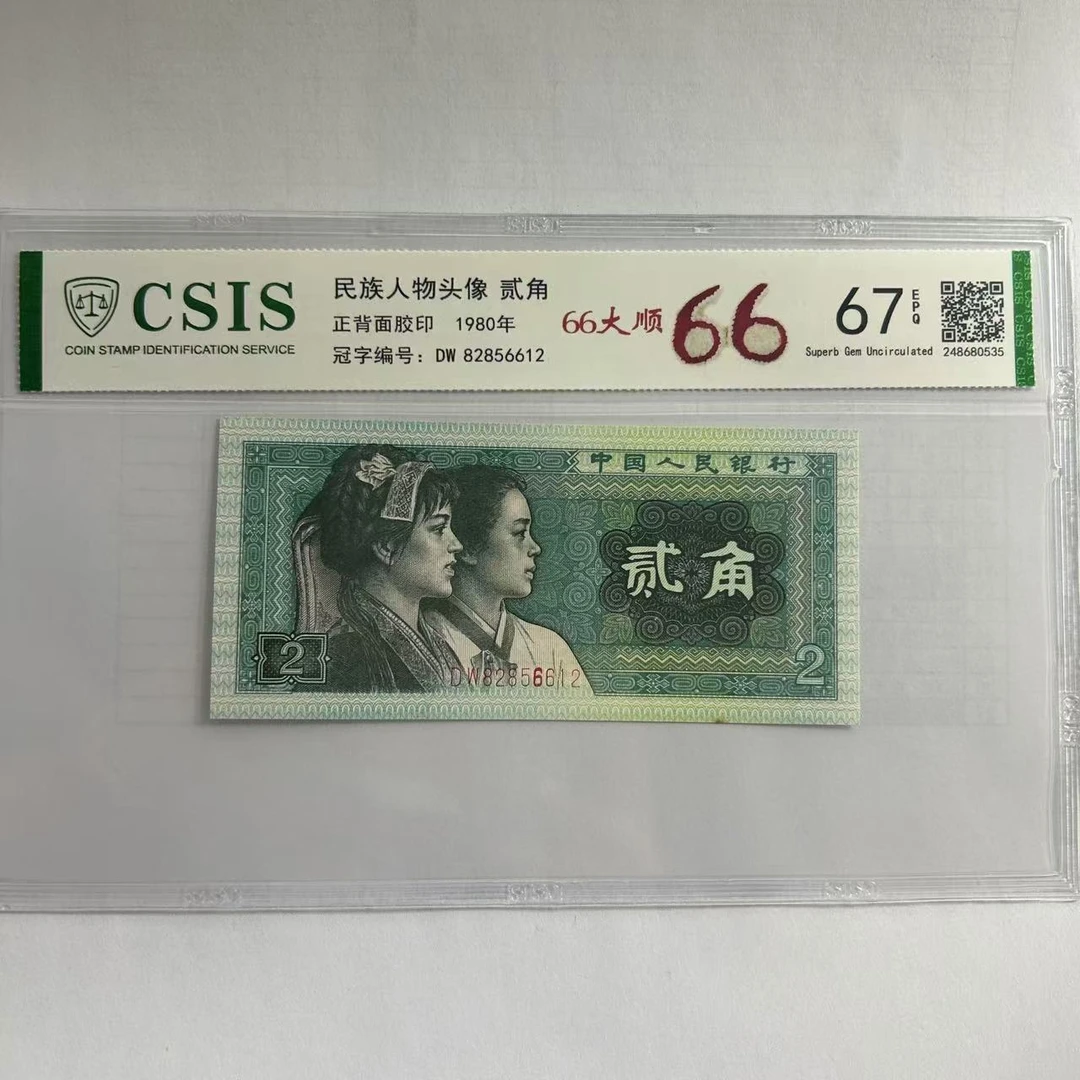 CSIS
COIN STAMP IDENTIFICATION SERVICE
民族人物头像 贰角
正背面胶印 1980年
冠字编号：DW 82856612
66大顺 66
67 EPQ
Superb Gem Uncirculated
248680535
中国人民银行
贰角
2
2
DW82856612